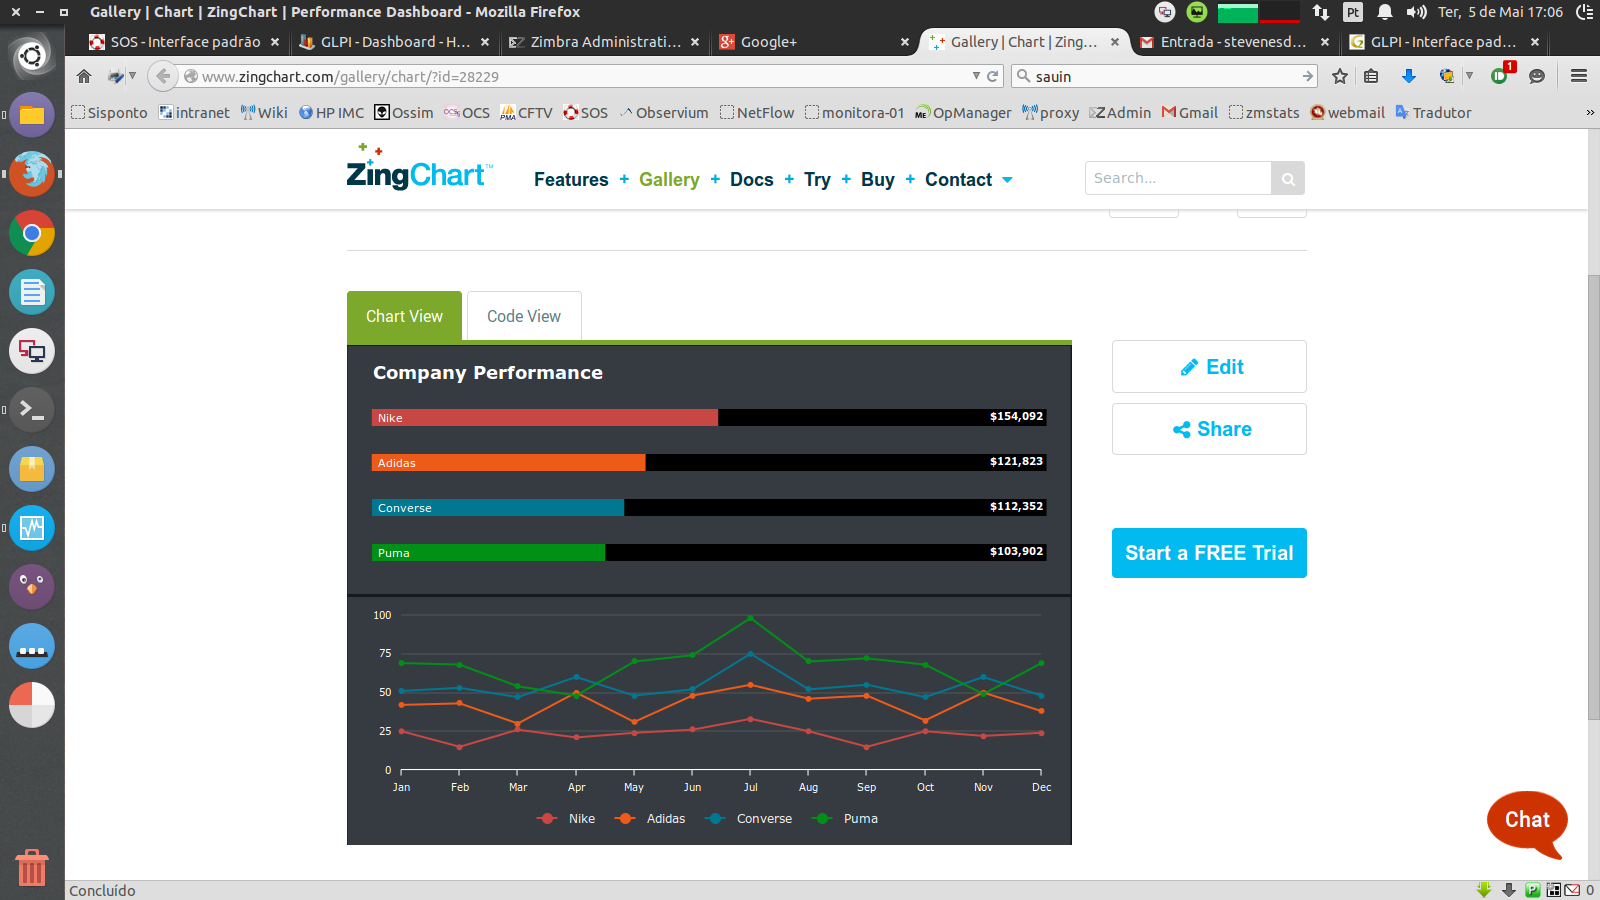 Gallery | Chart | ZingChart | Performance Dashboard - Mozilla Firefox
Pt
Ter, 5 de Mai 17:06
SOS - Interface padrão
GLPI - Dashboard - H...
Zimbra Administrati...
Google+
Gallery | Chart | Zing...
Entrada - stevenesd...
GLPI - Interface pad...
www.zingchart.com/gallery/chart/?id=28229
sauin
1
Sisponto
intranet
Wiki
HP IMC
Ossim
OCS
CFTV
SOS
Observium
NetFlow
monitora-01
OpManager
proxy
ZAdmin
Gmail
zmstats
webmail
Tradutor
»
ZingChart™
Features + Gallery + Docs + Try + Buy + Contact
Search...
Chart View
Code View
Edit
Share
Start a FREE Trial
Company Performance
Nike $154,092
Adidas $121,823
Converse $112,352
Puma $103,902
100
75
50
25
0
Jan Feb Mar Apr May Jun Jul Aug Sep Oct Nov Dec
Nike Adidas Converse Puma
Chat
Concluído
P
0